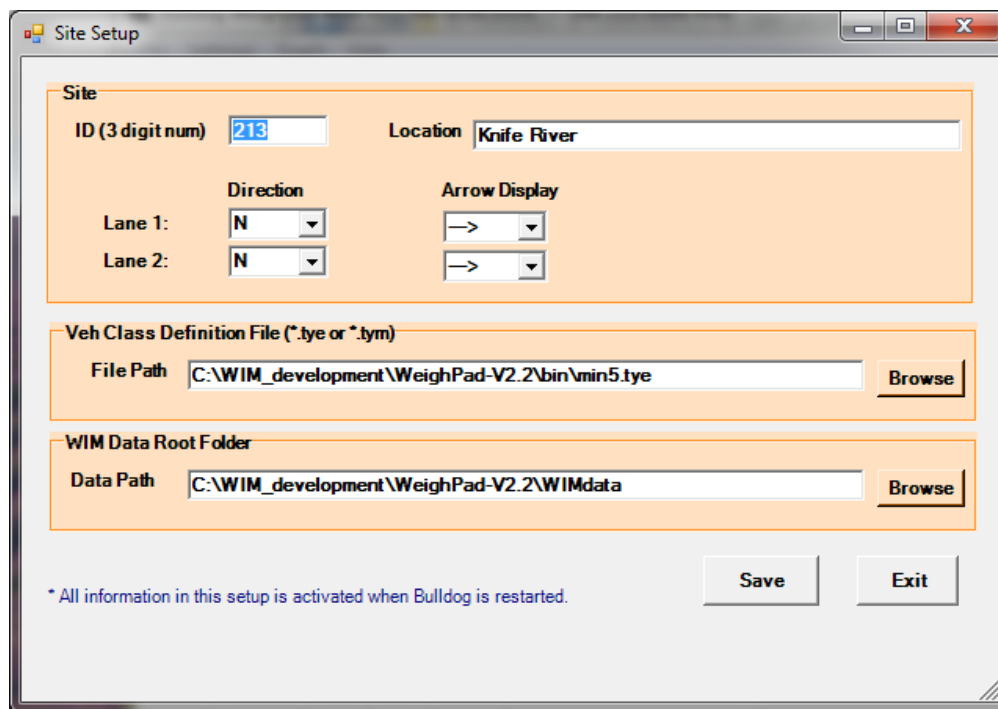 Site Setup
Site
ID (3 digit num) 213 Location Knife River
Direction Arrow Display
Lane 1: N —>
Lane 2: N —>
Veh Class Definition File (*.tye or *.tym)
File Path C:\WIM_development\WeighPad-V2.2\bin\min5.tye Browse
WIM Data Root Folder
Data Path C:\WIM_development\WeighPad-V2.2\WIMdata Browse
Save Exit
* All information in this setup is activated when Bulldog is restarted.